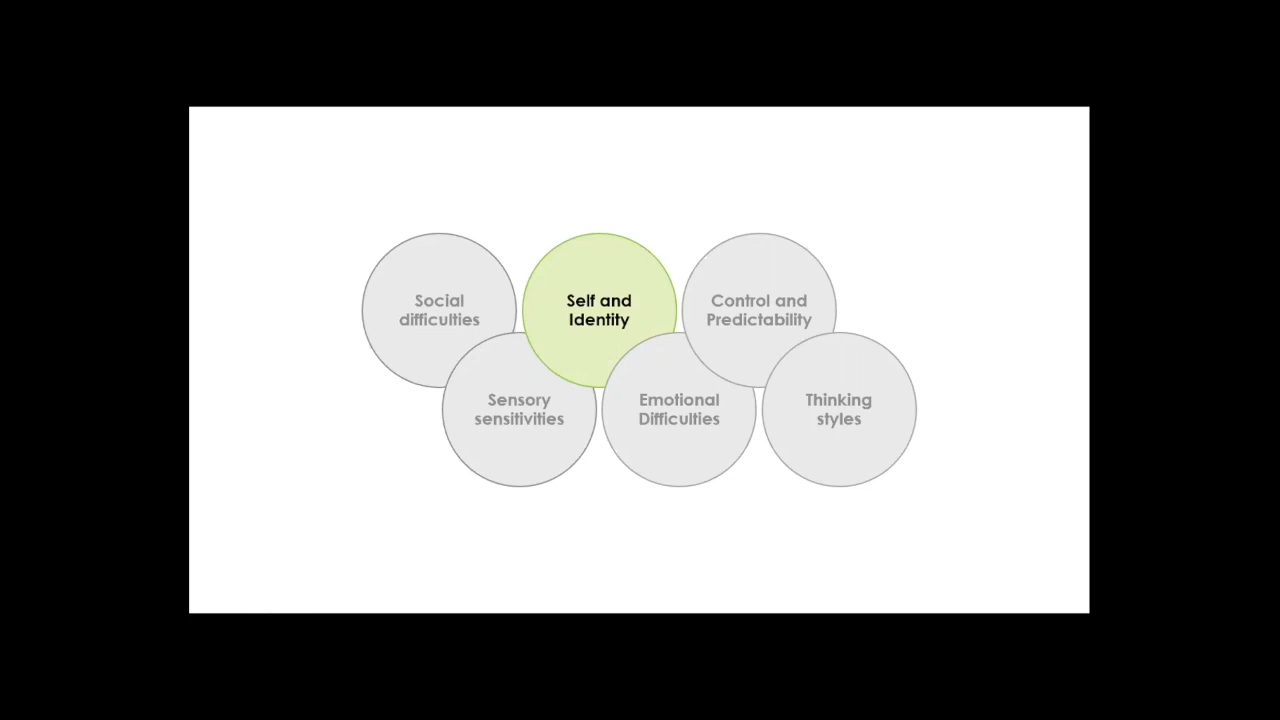 Social
difficulties
Self and
Identity
Control and
Predictability
Sensory
sensitivities
Emotional
Difficulties
Thinking
styles